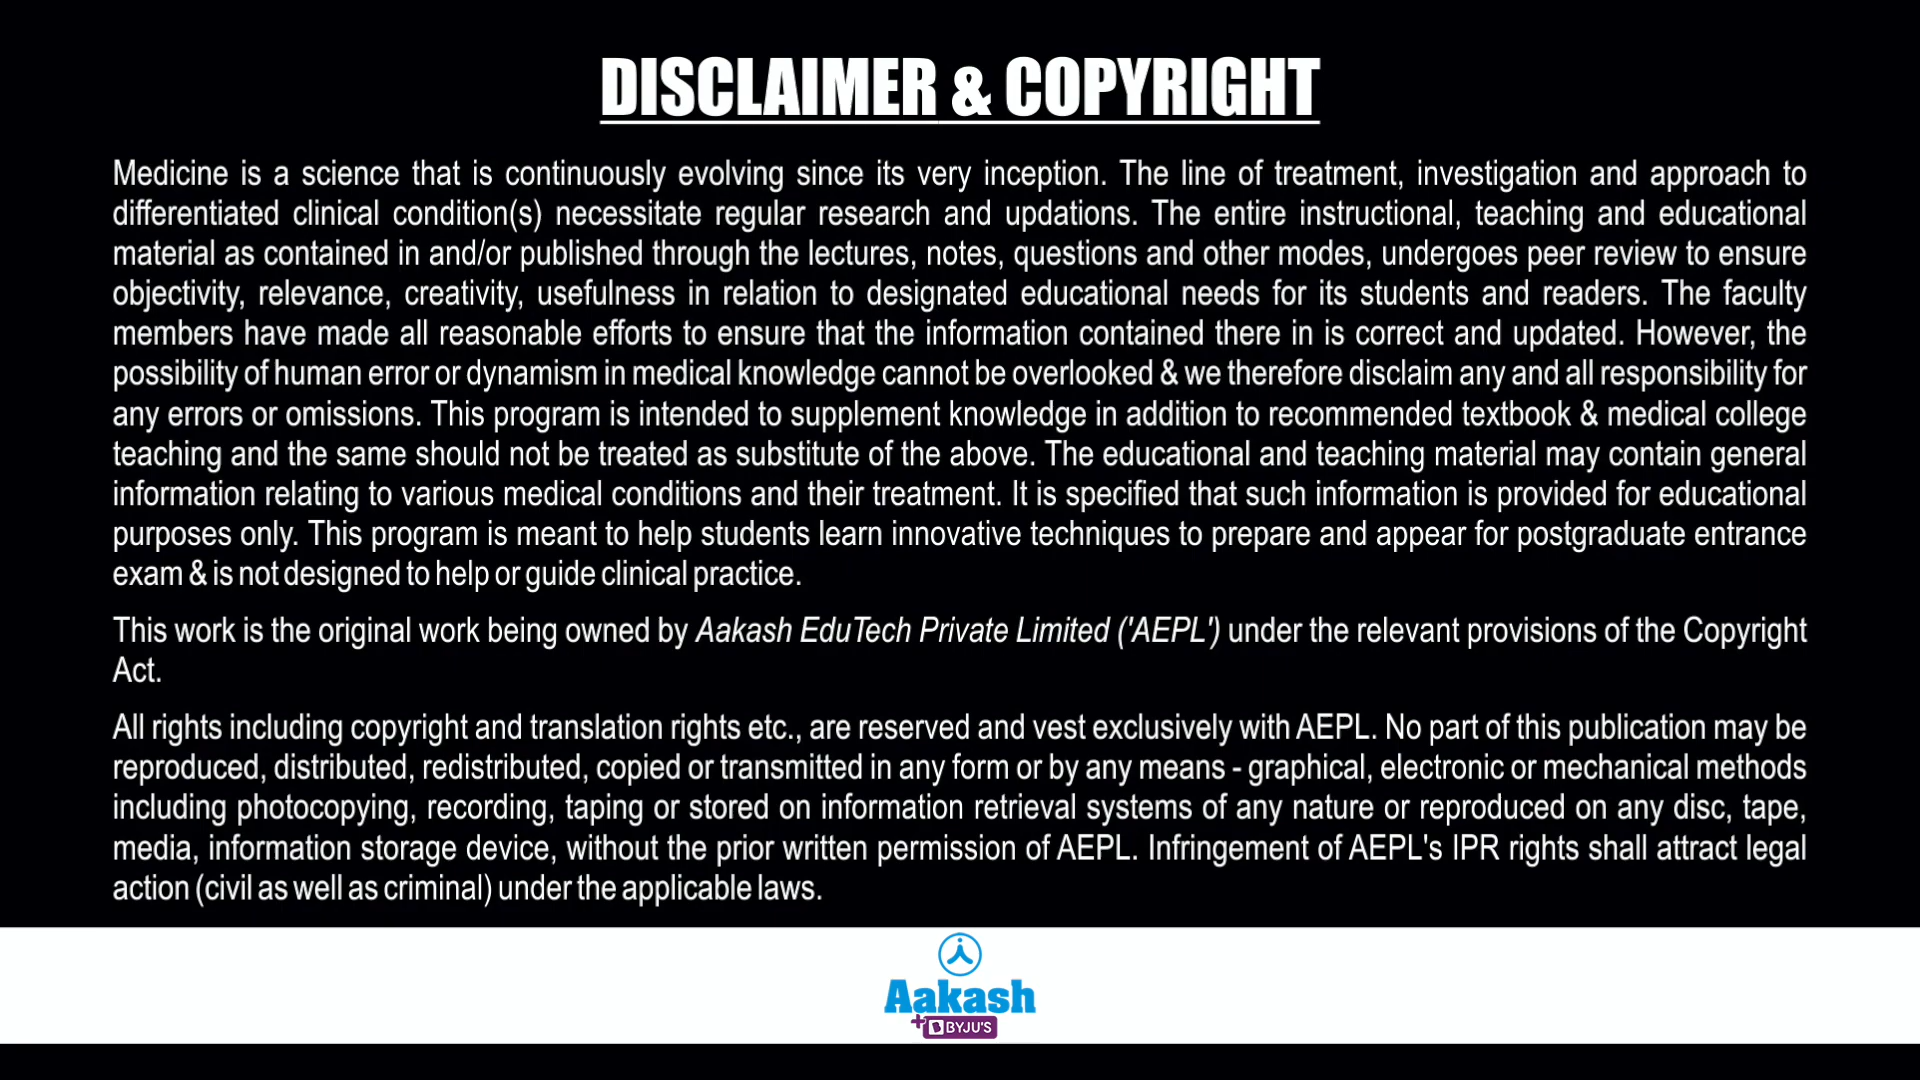 DISCLAIMER & COPYRIGHT
Medicine is a science that is continuously evolving since its very inception. The line of treatment, investigation and approach to
differentiated clinical condition(s) necessitate regular research and updations. The entire instructional, teaching and educational
material as contained in and/or published through the lectures, notes, questions and other modes, undergoes peer review to ensure
objectivity, relevance, creativity, usefulness in relation to designated educational needs for its students and readers. The faculty
members have made all reasonable efforts to ensure that the information contained there in is correct and updated. However, the
possibility of human error or dynamism in medical knowledge cannot be overlooked & we therefore disclaim any and all responsibility for
any errors or omissions. This program is intended to supplement knowledge in addition to recommended textbook & medical college
teaching and the same should not be treated as substitute of the above. The educational and teaching material may contain general
information relating to various medical conditions and their treatment. It is specified that such information is provided for educational
purposes only. This program is meant to help students learn innovative techniques to prepare and appear for postgraduate entrance
exam & is not designed to help or guide clinical practice.
This work is the original work being owned by Aakash EduTech Private Limited ('AEPL') under the relevant provisions of the Copyright
Act.
All rights including copyright and translation rights etc., are reserved and vest exclusively with AEPL. No part of this publication may be
reproduced, distributed, redistributed, copied or transmitted in any form or by any means - graphical, electronic or mechanical methods
including photocopying, recording, taping or stored on information retrieval systems of any nature or reproduced on any disc, tape,
media, information storage device, without the prior written permission of AEPL. Infringement of AEPL's IPR rights shall attract legal
action (civil as well as criminal) under the applicable laws.
Aakash
+ BYJU'S